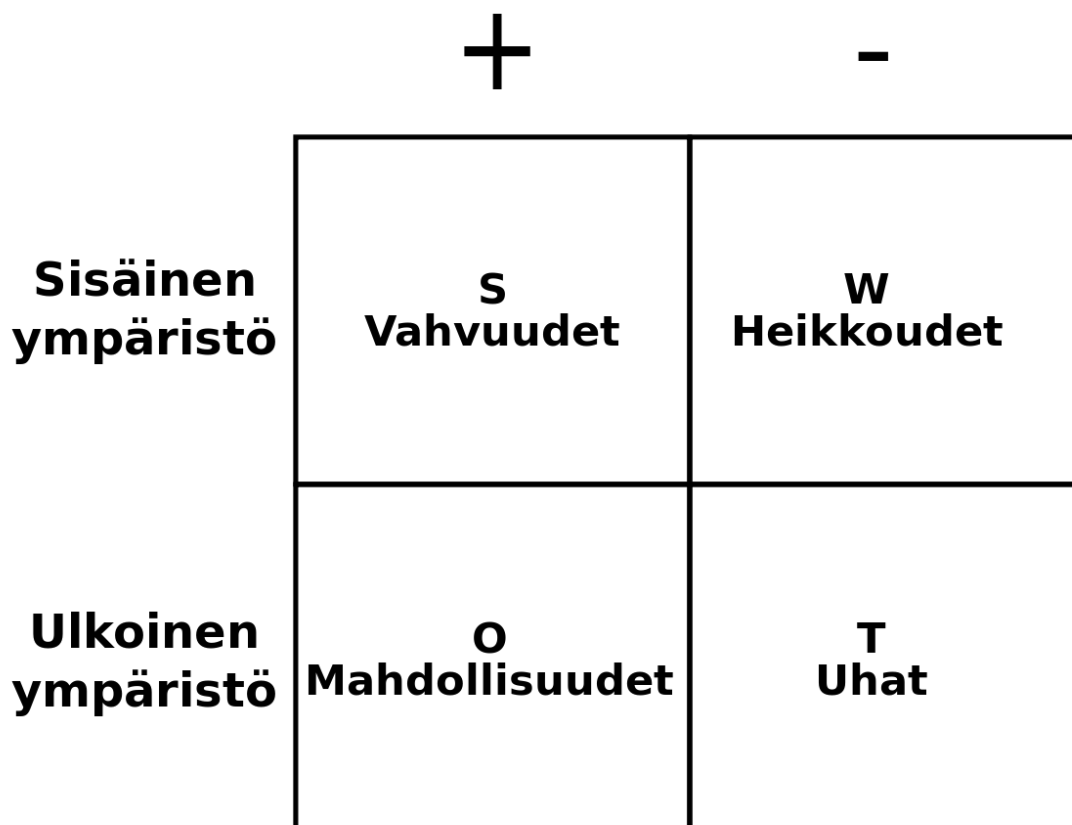 + -
Sisäinen
ympäristö
S
Vahvuudet
W
Heikkoudet
Ulkoinen
ympäristö
O
Mahdollisuudet
T
Uhat